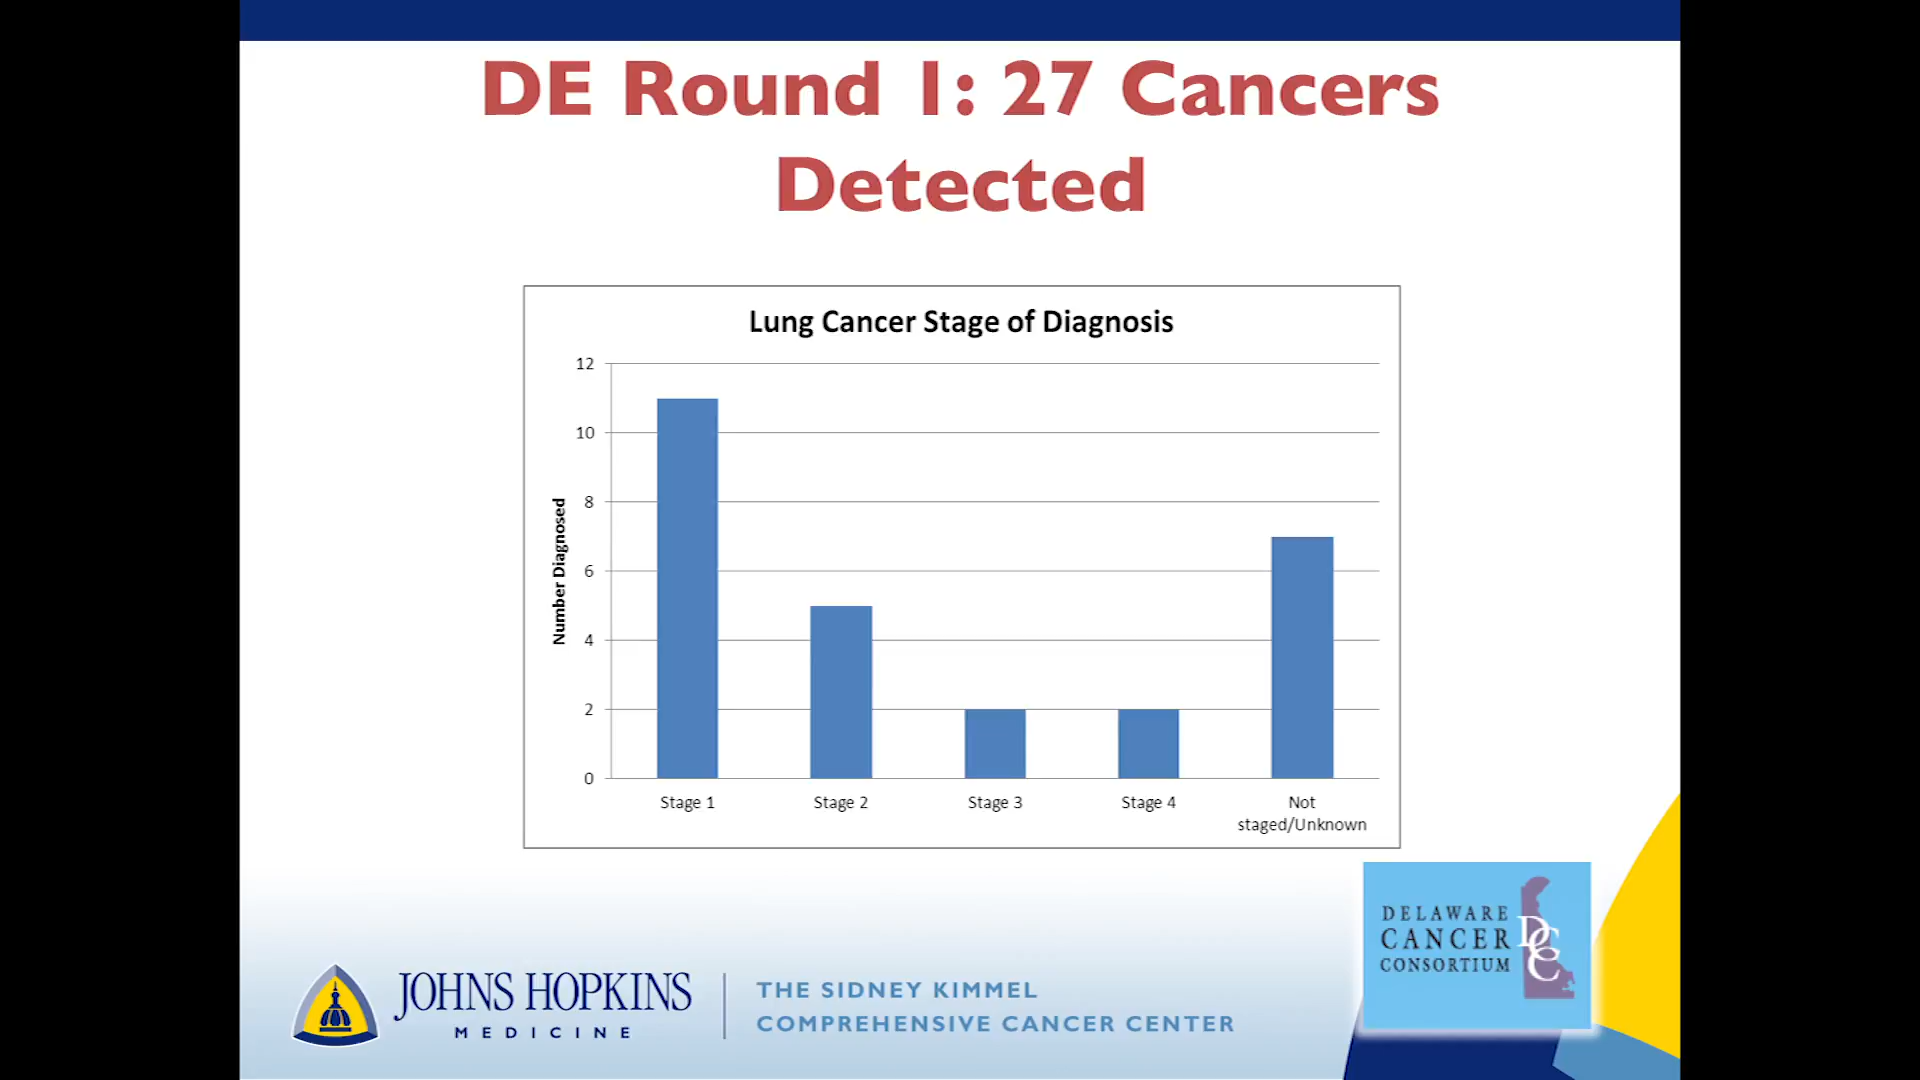 DE Round 1: 27 Cancers
Detected
Lung Cancer Stage of Diagnosis
Number Diagnosed
12
10
8
6
4
2
0
Stage 1
Stage 2
Stage 3
Stage 4
Not
staged/Unknown
DELAWARE
CANCER
CONSORTIUM
DCC
JOHNS HOPKINS
MEDICINE
THE SIDNEY KIMMEL
COMPREHENSIVE CANCER CENTER